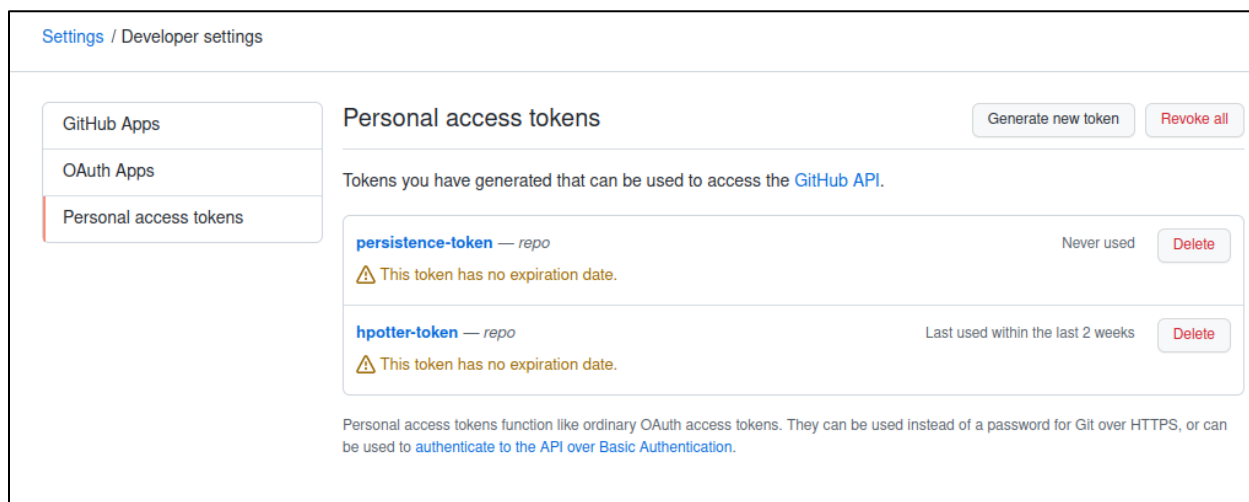 Settings / Developer settings
GitHub Apps
OAuth Apps
Personal access tokens
Personal access tokens
Generate new token
Revoke all
Tokens you have generated that can be used to access the GitHub API.
persistence-token — repo
Never used
Delete
This token has no expiration date.
hpotter-token — repo
Last used within the last 2 weeks
Delete
This token has no expiration date.
Personal access tokens function like ordinary OAuth access tokens. They can be used instead of a password for Git over HTTPS, or can
be used to authenticate to the API over Basic Authentication.